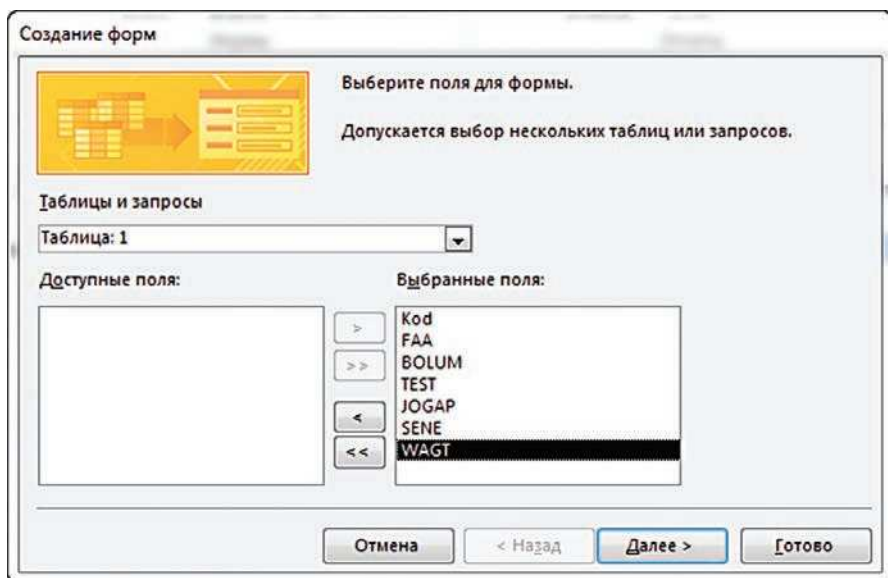 Создание форм
Выберите поля для формы.
Допускается выбор нескольких таблиц или запросов.
Таблицы и запросы
Таблица: 1
Доступные поля:
Выбранные поля:
Kod
FAA
BOLUM
TEST
JOGAP
SENE
WAGT
>
>>
<
<<
Отмена
< Назад
Далее >
Готово